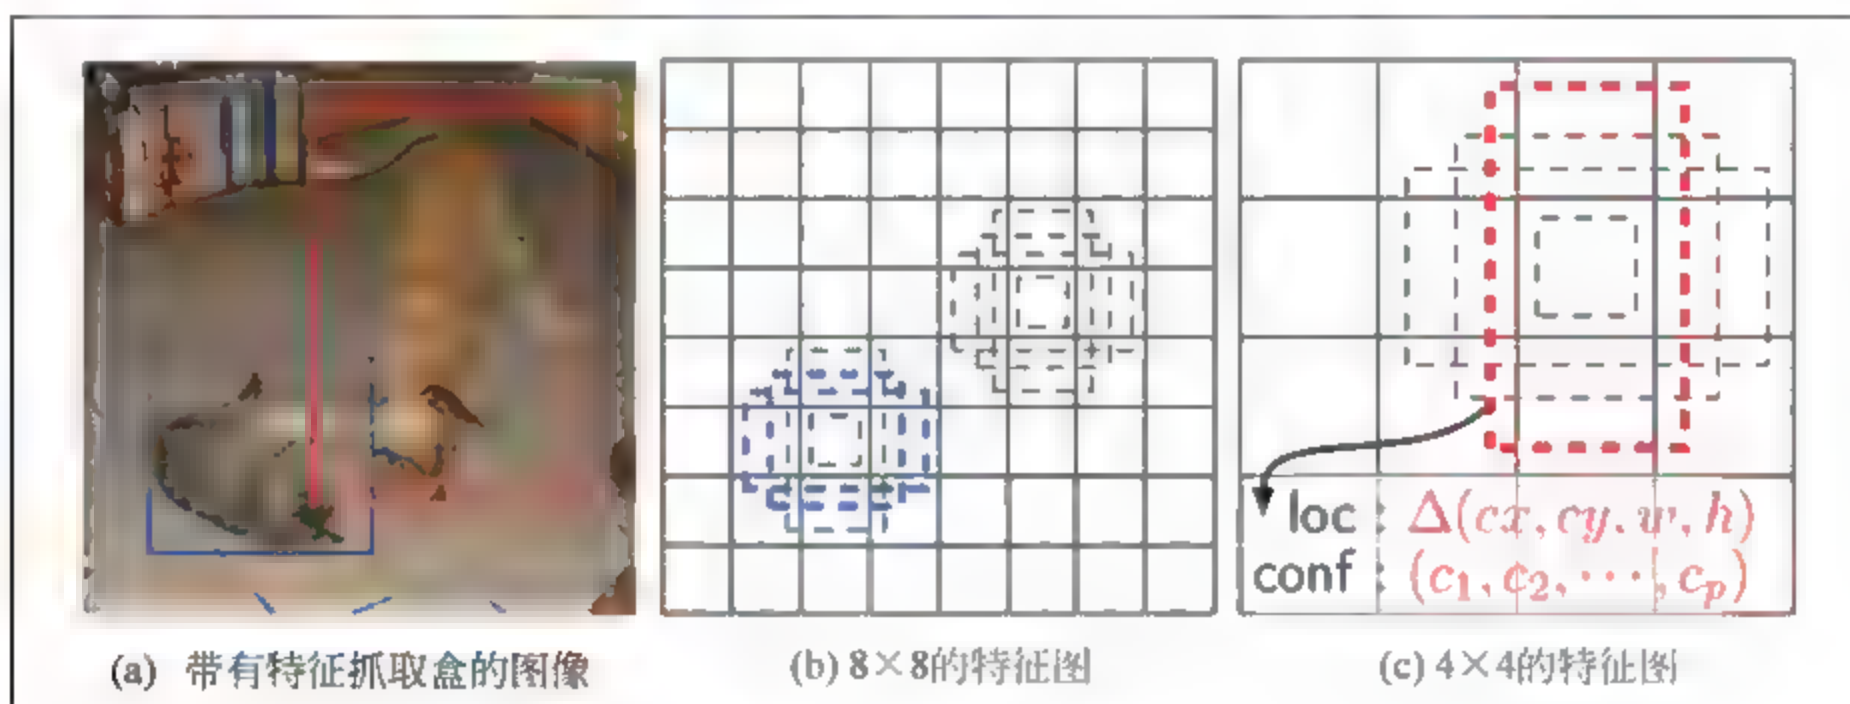 loc : Δ(cx, cy, w, h)
conf : (c₁, c₂, ⋯, cₚ)
(a) 带有特征抓取盒的图像
(b) 8×8的特征图
(c) 4×4的特征图